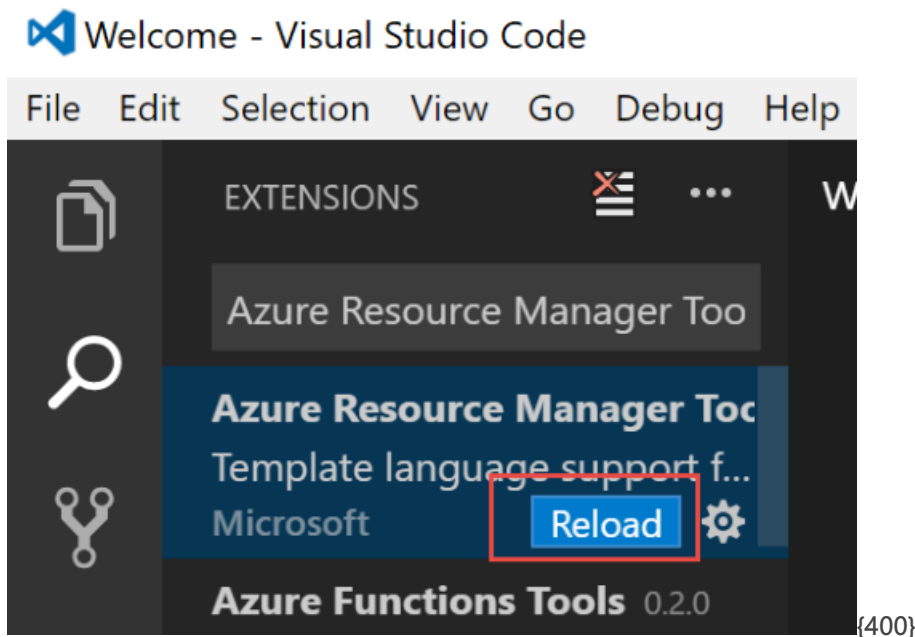 Welcome - Visual Studio Code
File Edit Selection View Go Debug Help
EXTENSIONS
Azure Resource Manager Too
Azure Resource Manager Too
Template language support f...
Microsoft Reload
Azure Functions Tools 0.2.0
{400}